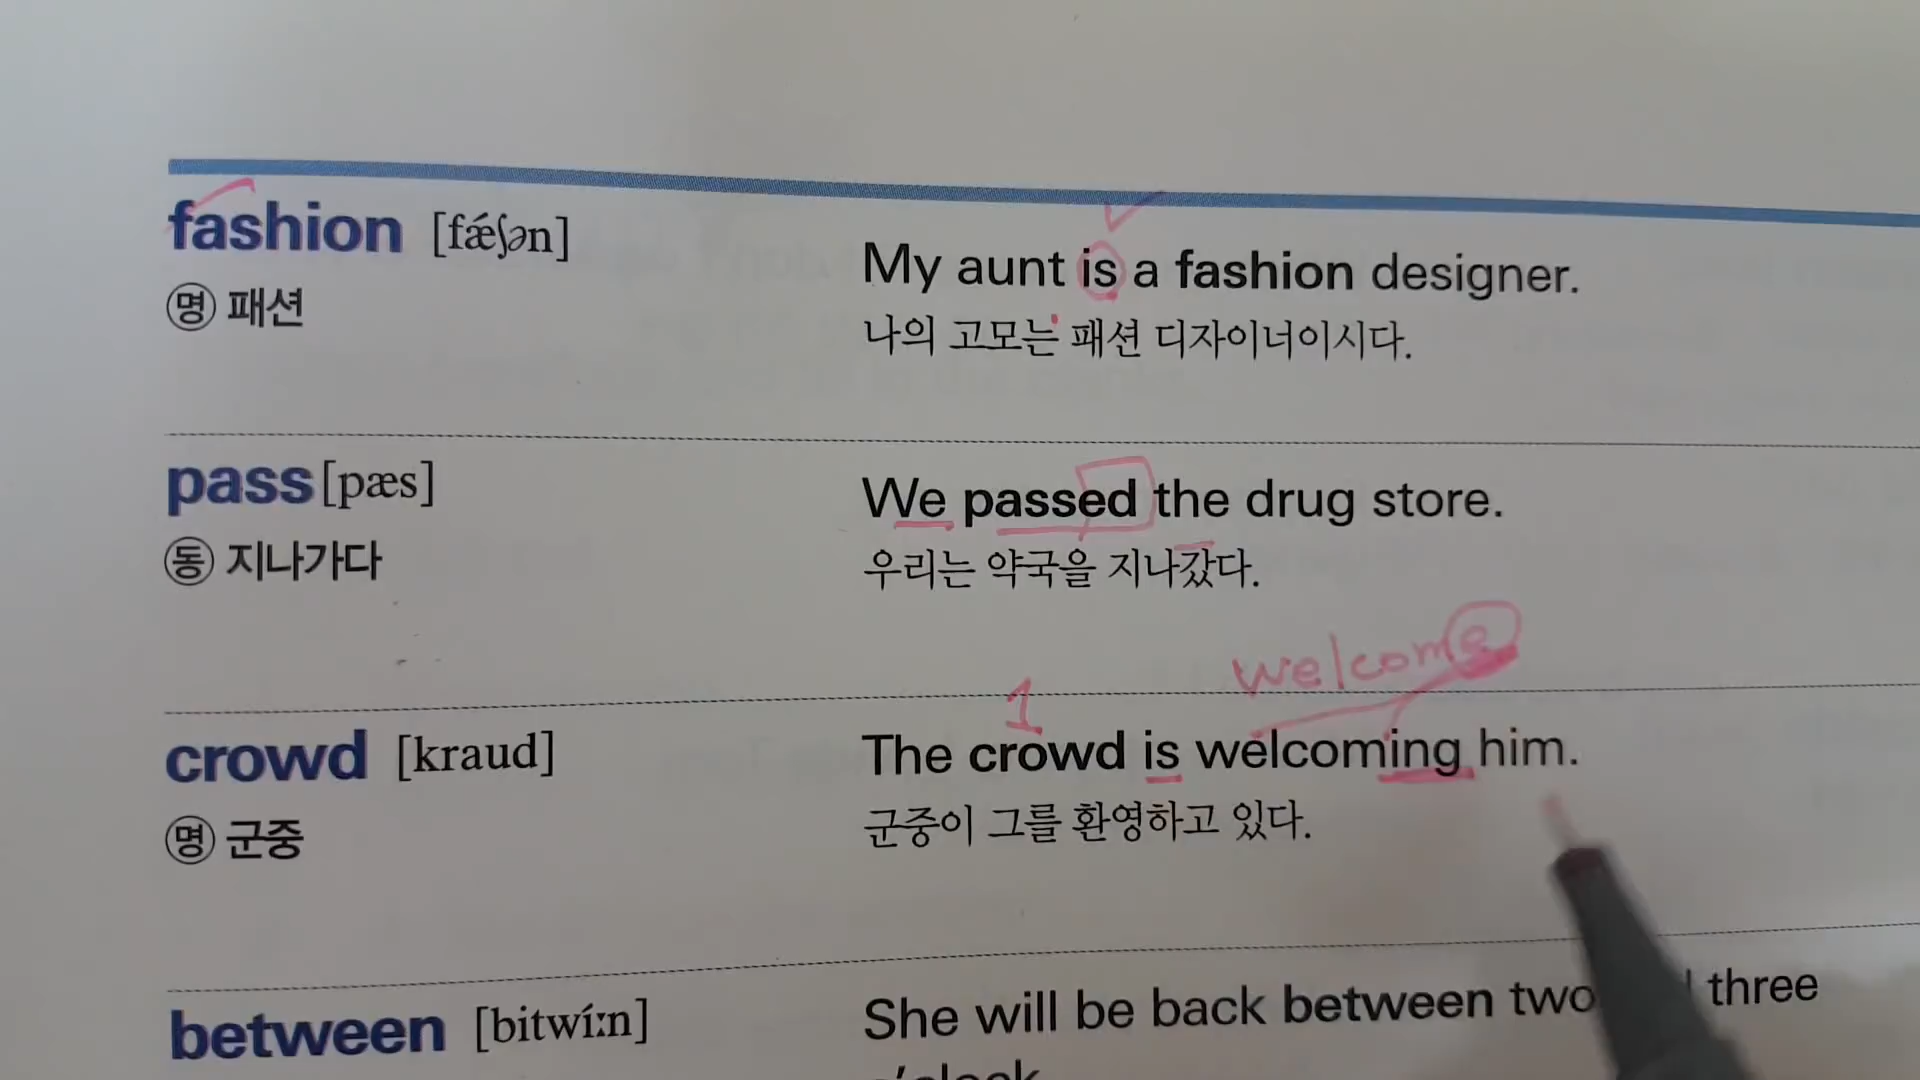 fashion [fǽʃən]
명 패션
My aunt is a fashion designer.
나의 고모는 패션 디자이너이시다.
pass [pæs]
동 지나가다
We passed the drug store.
우리는 약국을 지나갔다.
welcome
1
crowd [kraud]
명 군중
The crowd is welcoming him.
군중이 그를 환영하고 있다.
between [bitwíːn]
She will be back between two three
o'clock